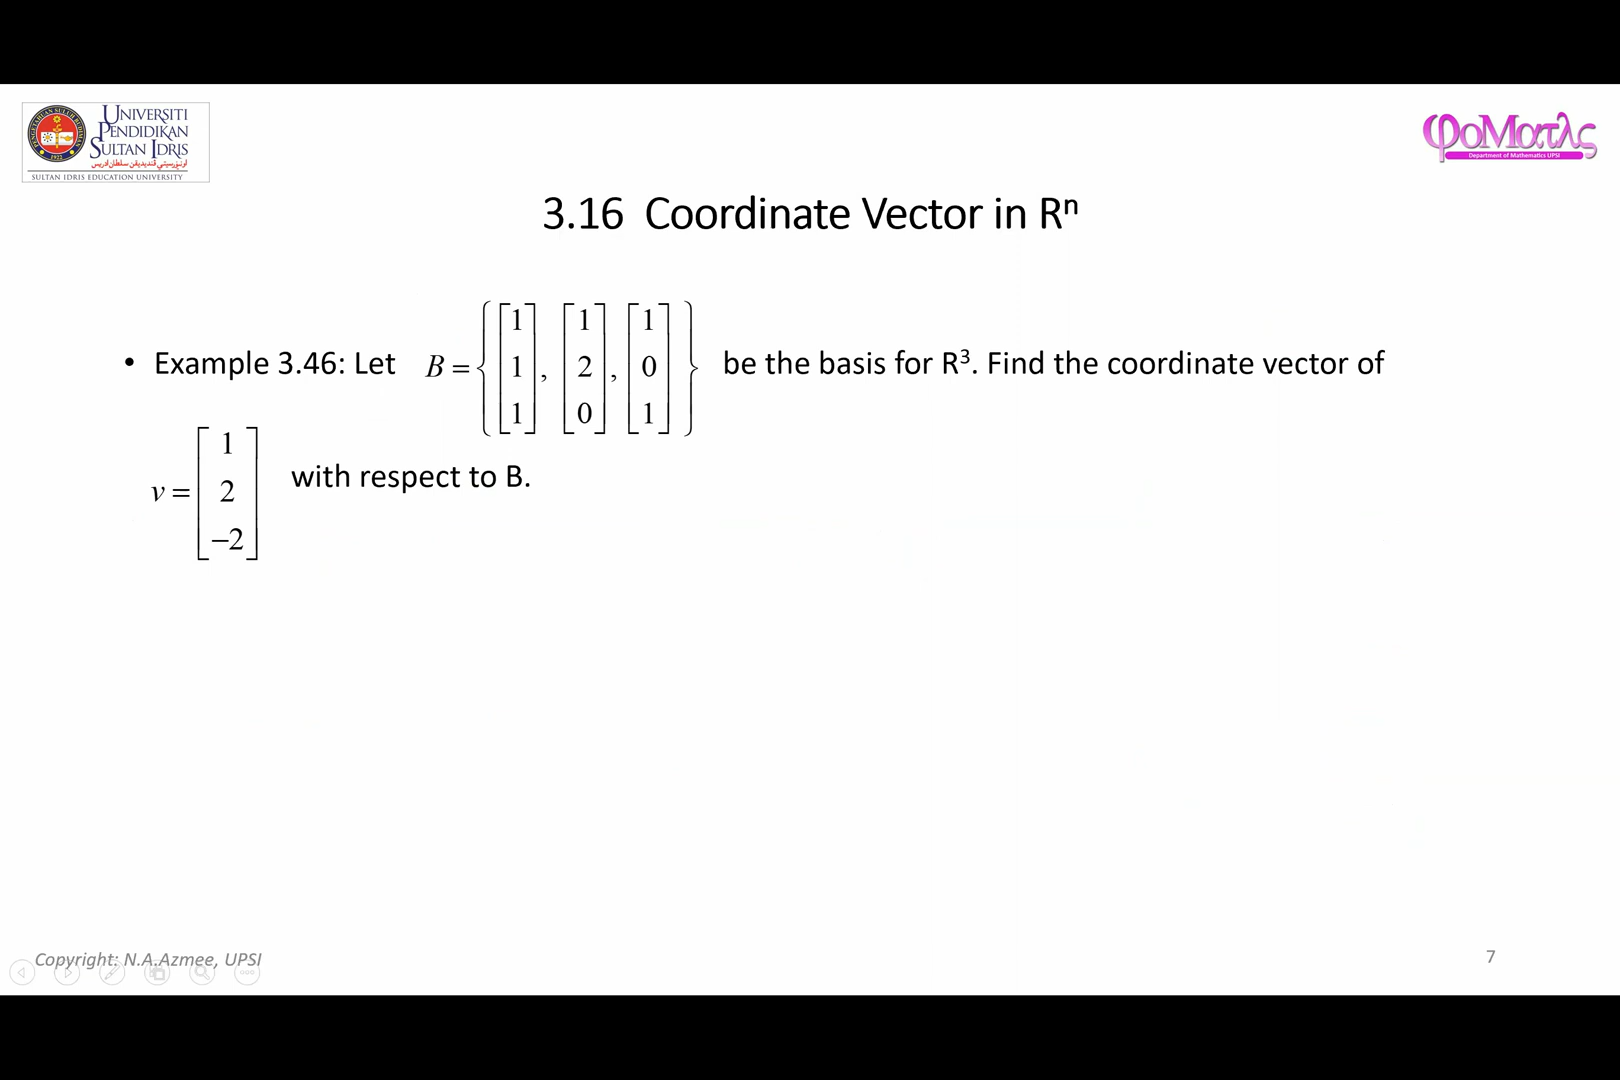 UNIVERSITI
PENDIDIKAN
SULTAN IDRIS
SULTAN IDRIS EDUCATION UNIVERSITY
φοΜατλς
Department of Mathematics UPSI
3.16 Coordinate Vector in Rⁿ
• Example 3.46: Let B = { [1 1 1], [1 2 0], [1 0 1] } be the basis for R³. Find the coordinate vector of
v = [1 2 −2] with respect to B.
Copyright: N.A.Azmee, UPSI
7